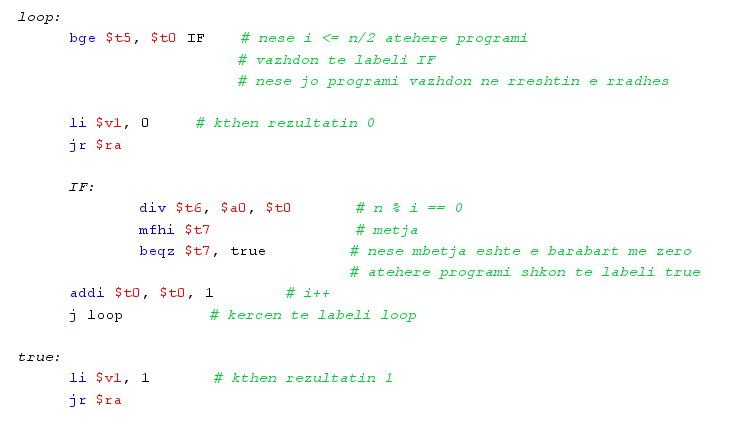 loop:
bge $t5, $t0 IF # nese i <= n/2 atehere programi
# vazhdon te labeli IF
# nese jo programi vazhdon ne rreshtin e rradhes
li $v1, 0 # kthen rezultatin 0
jr $ra
IF:
div $t6, $a0, $t0 # n % i == 0
mfhi $t7 # metja
beqz $t7, true # nese mbetja eshte e barabart me zero
# atehere programi shkon te labeli true
addi $t0, $t0, 1 # i++
j loop # kercen te labeli loop
true:
li $v1, 1 # kthen rezultatin 1
jr $ra